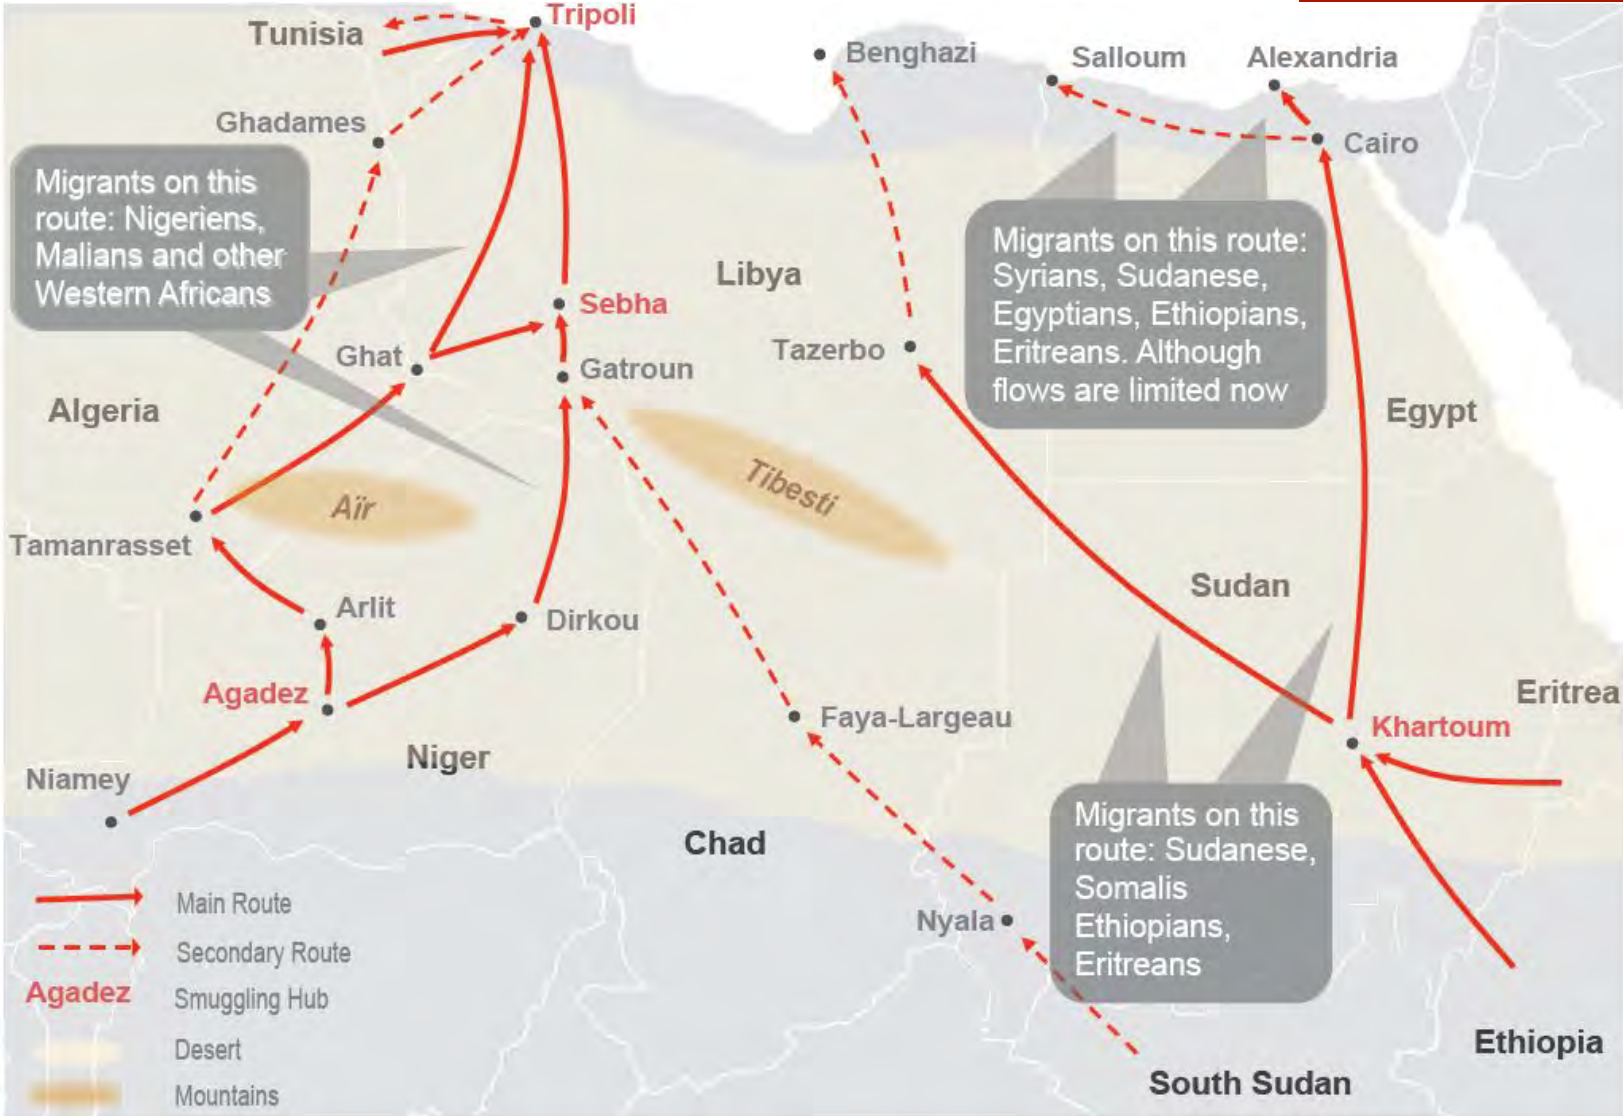 Tripoli
Tunisia
Benghazi
Salloum
Alexandria
Ghadames
Cairo
Migrants on this
route: Nigeriens,
Malians and other
Western Africans
Migrants on this route:
Syrians, Sudanese,
Egyptians, Ethiopians,
Eritreans. Although
flows are limited now
Libya
Sebha
Ghat
Gatroun
Tazerbo
Algeria
Egypt
Tibesti
Aïr
Tamanrasset
Sudan
Arlit
Dirkou
Agadez
Eritrea
Faya-Largeau
Khartoum
Niger
Niamey
Chad
Migrants on this
route: Sudanese,
Somalis
Ethiopians,
Eritreans
Nyala
Main Route
Secondary Route
Agadez Smuggling Hub
Desert
Mountains
Ethiopia
South Sudan